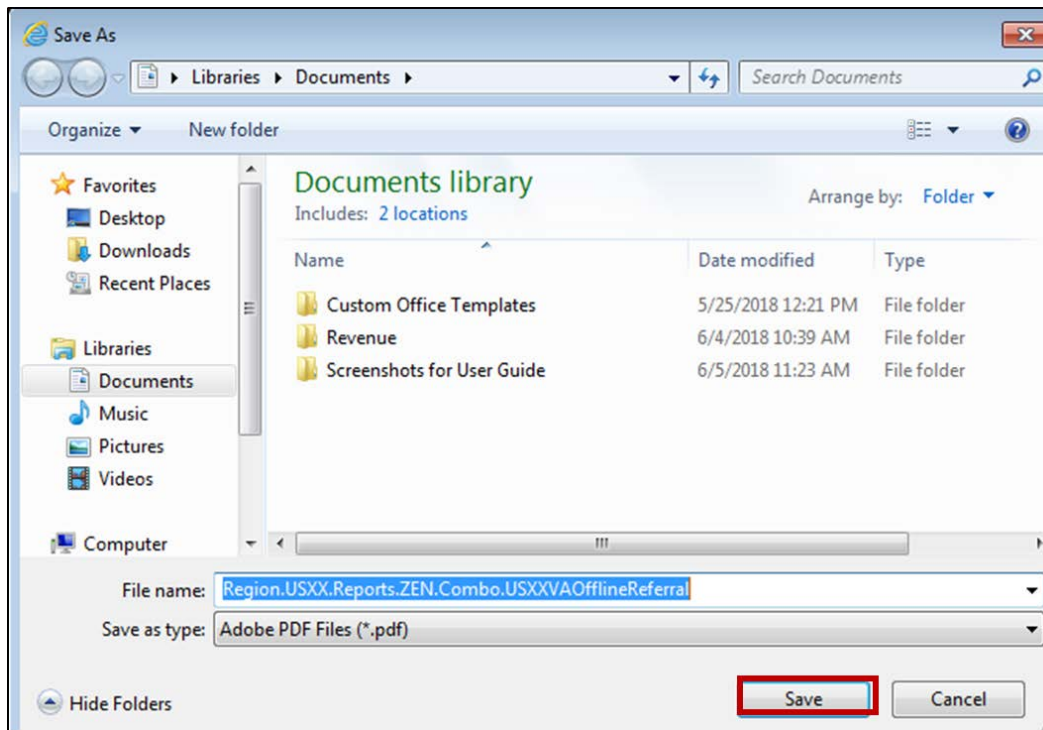 Save As
Libraries Documents
Search Documents
Organize New folder
Favorites
Desktop
Downloads
Recent Places
Libraries
Documents
Music
Pictures
Videos
Computer
Documents library
Includes: 2 locations
Arrange by: Folder
Name Date modified Type
Custom Office Templates 5/25/2018 12:21 PM File folder
Revenue 6/4/2018 10:39 AM File folder
Screenshots for User Guide 6/5/2018 11:23 AM File folder
File name: Region.USXX.Reports.ZEN.Combo.USXXVAOfflineReferral
Save as type: Adobe PDF Files (*.pdf)
Hide Folders
Save Cancel